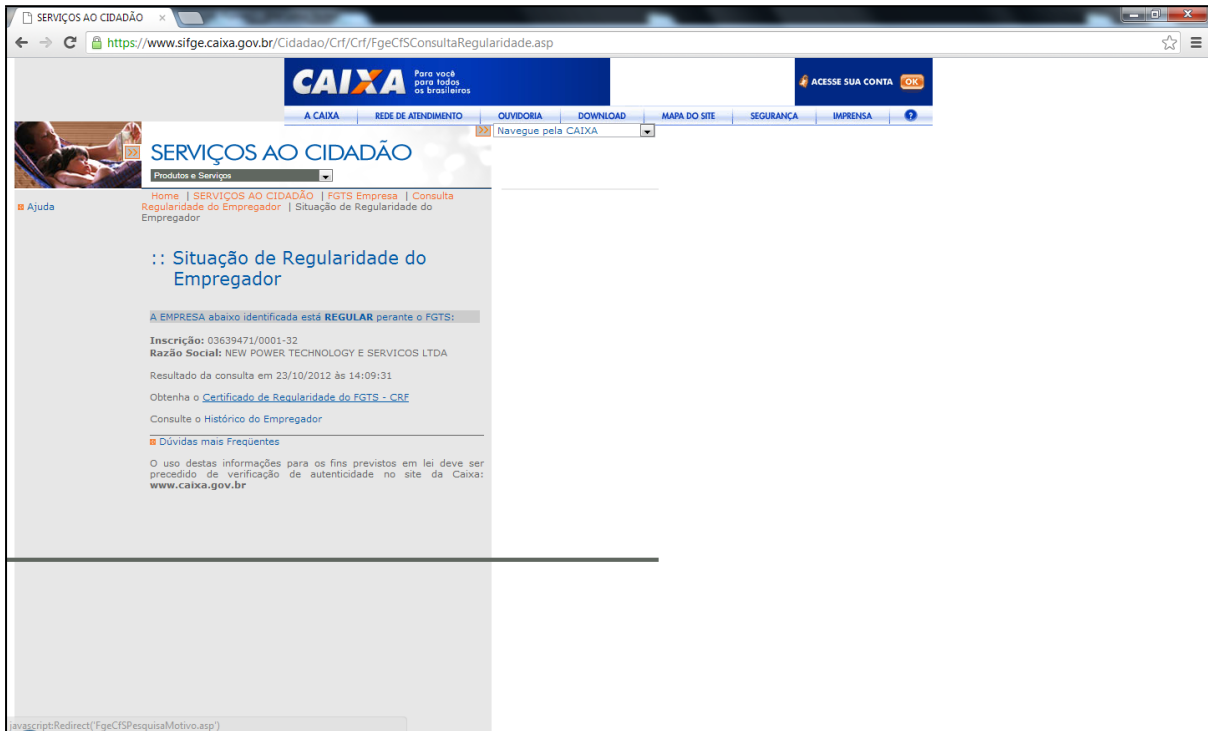 SERVIÇOS AO CIDADÃO
https://www.sifge.caixa.gov.br/Cidadao/Crf/Crf/FgeCfSConsultaRegularidade.asp
CAIXA
Para você
para todos
os brasileiros
ACESSE SUA CONTA OK
A CAIXA REDE DE ATENDIMENTO OUVIDORIA DOWNLOAD MAPA DO SITE SEGURANÇA IMPRENSA ?
Navegue pela CAIXA
SERVIÇOS AO CIDADÃO
Produtos e Serviços
Ajuda
Home | SERVIÇOS AO CIDADÃO | FGTS Empresa | Consulta
Regularidade do Empregador | Situação de Regularidade do
Empregador
:: Situação de Regularidade do
Empregador
A EMPRESA abaixo identificada está REGULAR perante o FGTS:
Inscrição: 03639471/0001-32
Razão Social: NEW POWER TECHNOLOGY E SERVICOS LTDA
Resultado da consulta em 23/10/2012 às 14:09:31
Obtenha o Certificado de Regularidade do FGTS - CRF
Consulte o Histórico do Empregador
Dúvidas mais Freqüentes
O uso destas informações para os fins previstos em lei deve ser
precedido de verificação de autenticidade no site da Caixa:
www.caixa.gov.br
javascript:Redirect('FgeCfSPesquisaMotivo.asp')